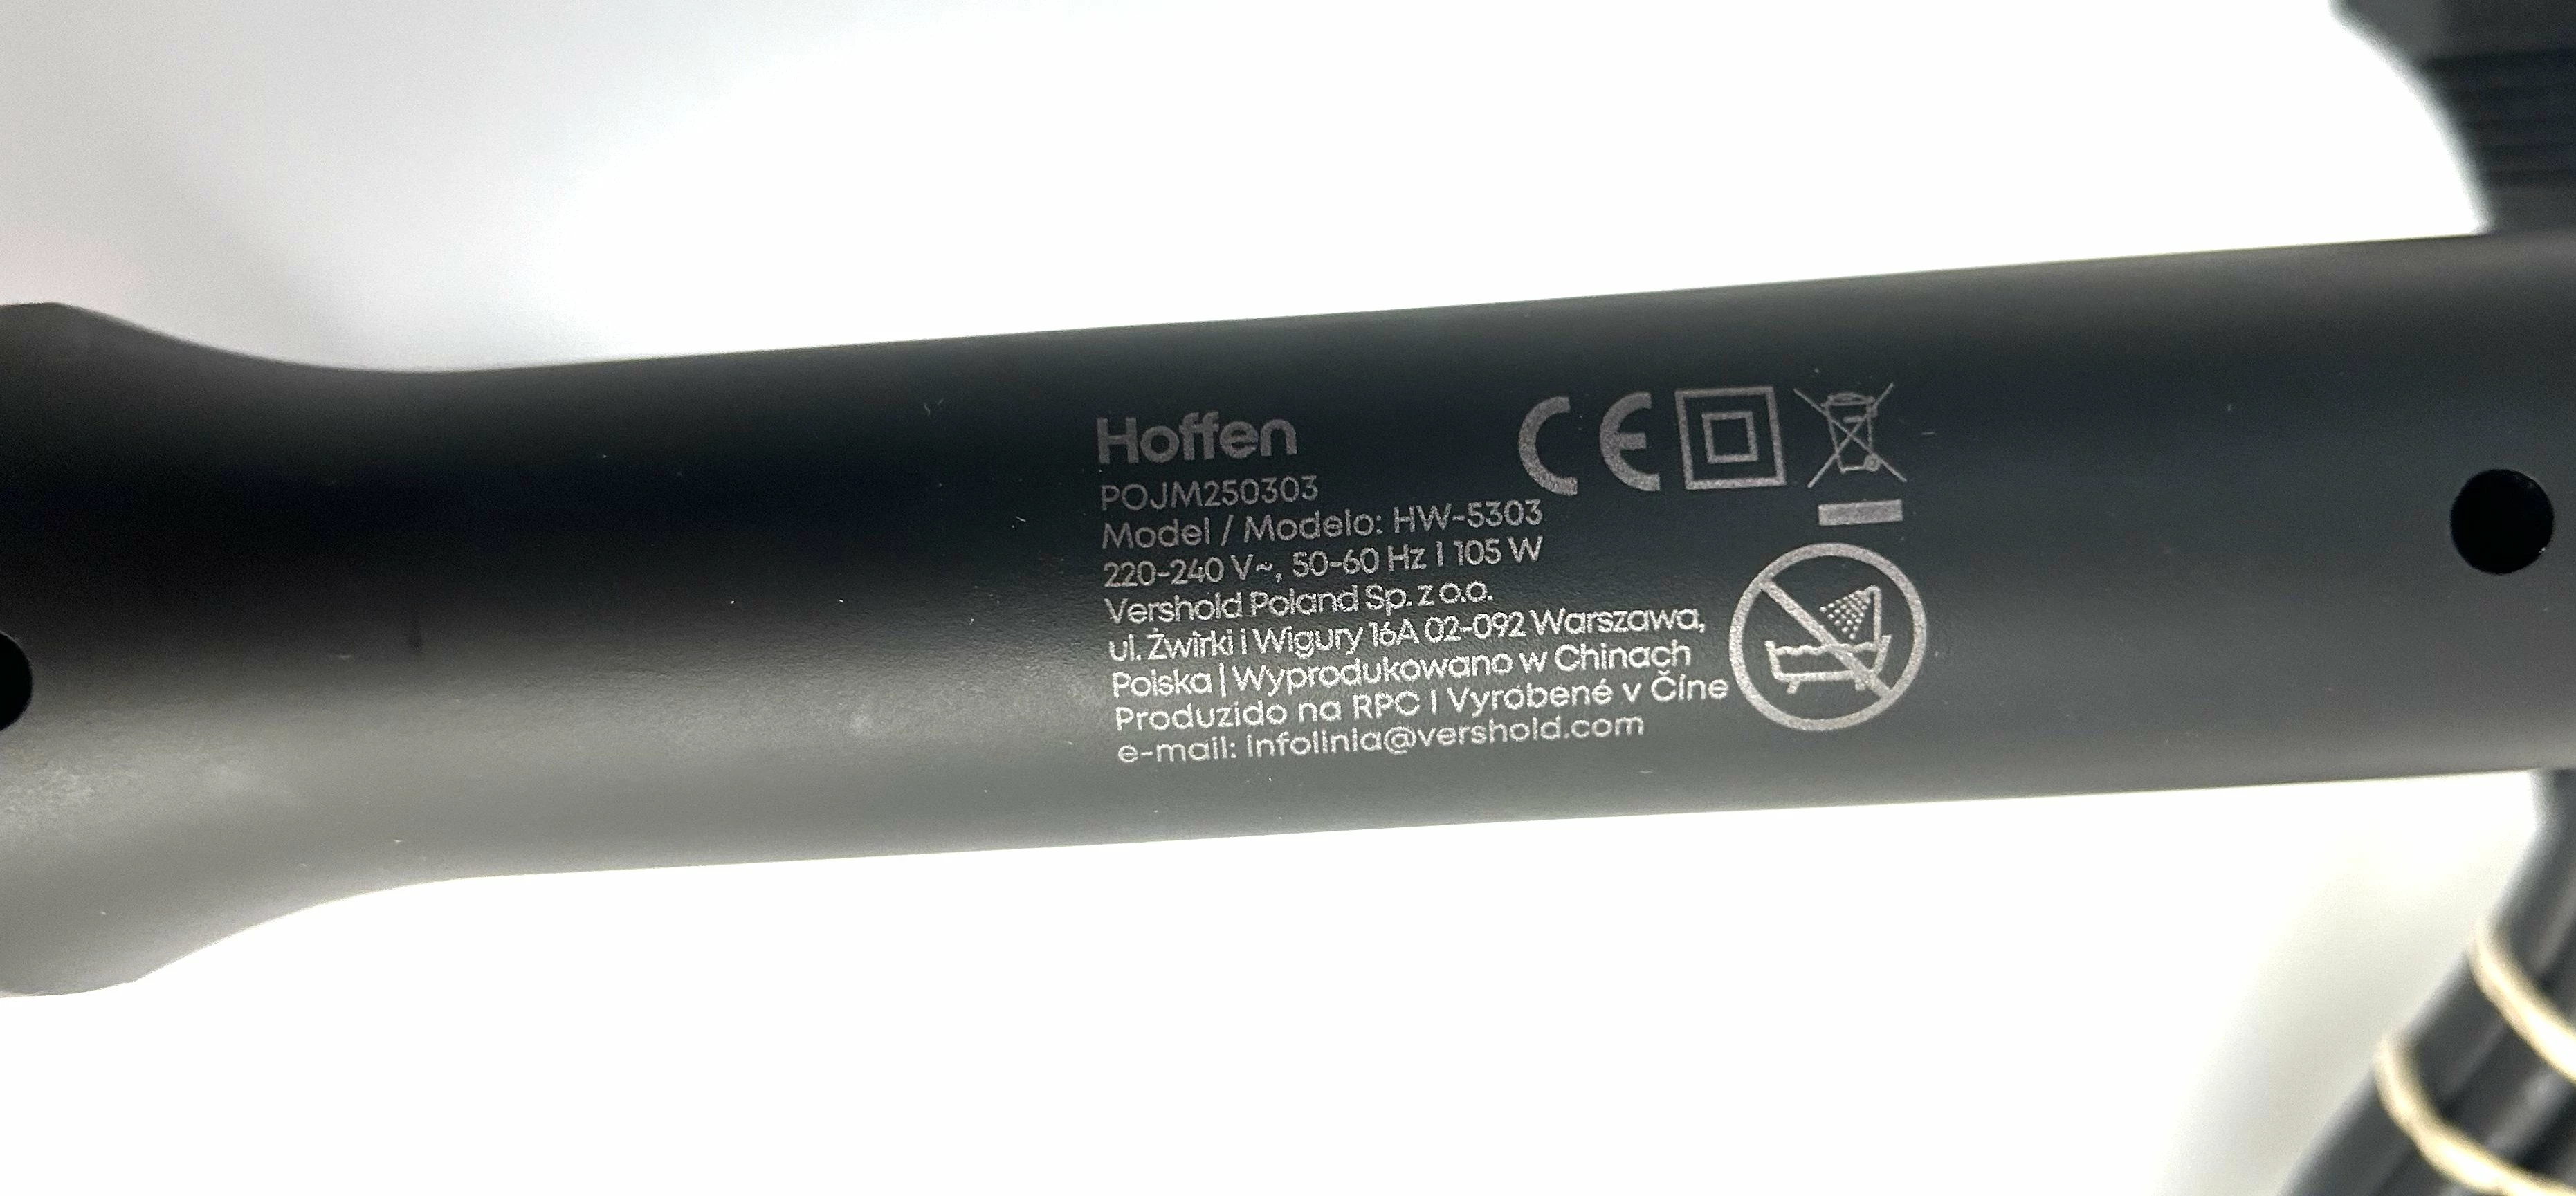 Hoffen
CE
POJM250303
Model / Modelo: HW-5303
220-240 V~, 50-60 Hz | 105 W
Vershold Poland Sp. z o.o.
ul. Żwirki i Wigury 16A 02-092 Warszawa,
Polska | Wyprodukowano w Chinach
Produzido na RPC | Vyrobené v Číne
e-mail: infolinia@vershold.com